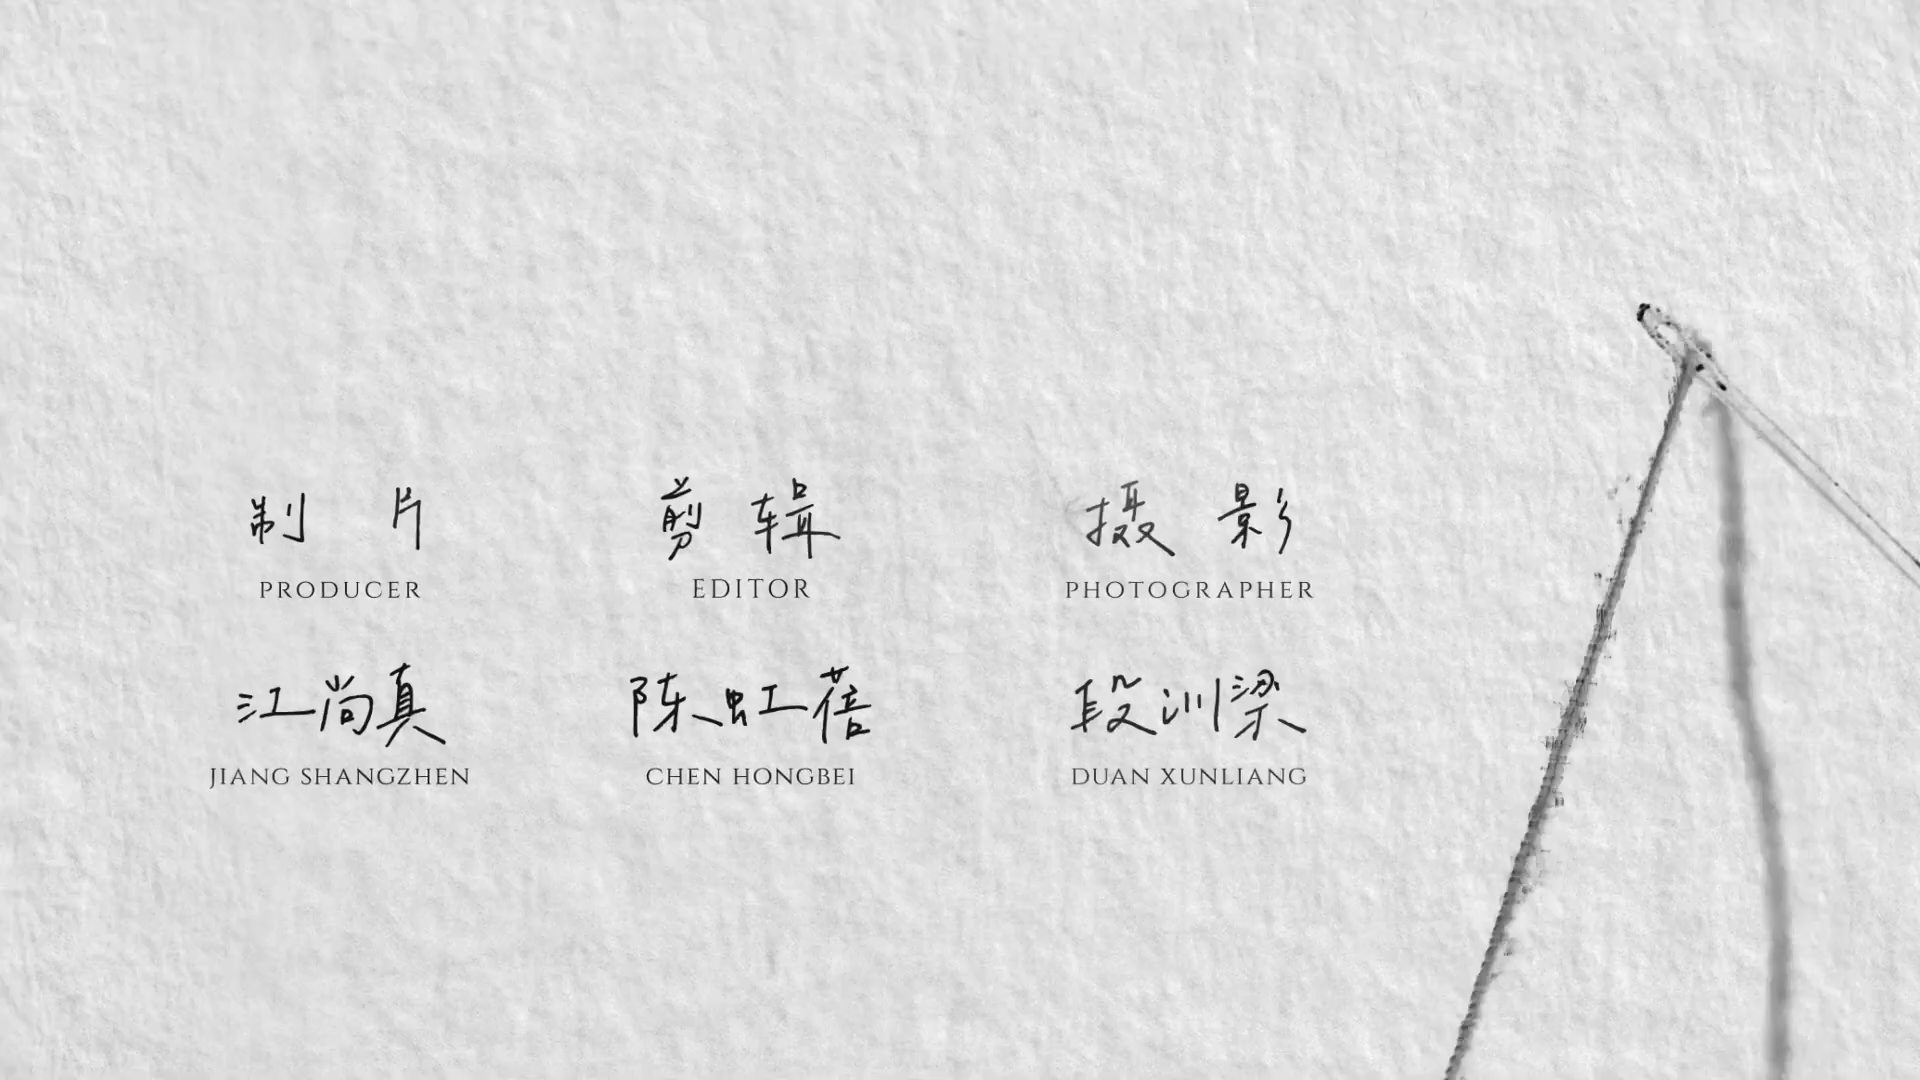 制片 剪辑 摄影
PRODUCER EDITOR PHOTOGRAPHER
江尚真 陈虹蓓 段训梁
JIANG SHANGZHEN CHEN HONGBEI DUAN XUNLIANG